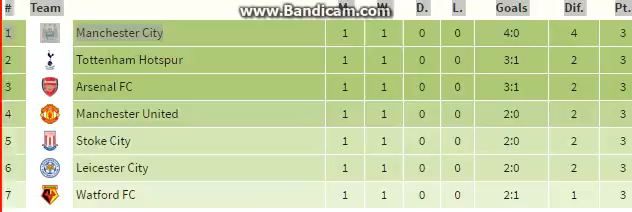 www.Bandicam.com
# Team M. W. D. L. Goals Dif. Pt.
1 Manchester City 1 1 0 0 4:0 4 3
2 Tottenham Hotspur 1 1 0 0 3:1 2 3
3 Arsenal FC 1 1 0 0 3:1 2 3
4 Manchester United 1 1 0 0 2:0 2 3
5 Stoke City 1 1 0 0 2:0 2 3
6 Leicester City 1 1 0 0 2:0 2 3
7 Watford FC 1 1 0 0 2:1 1 3